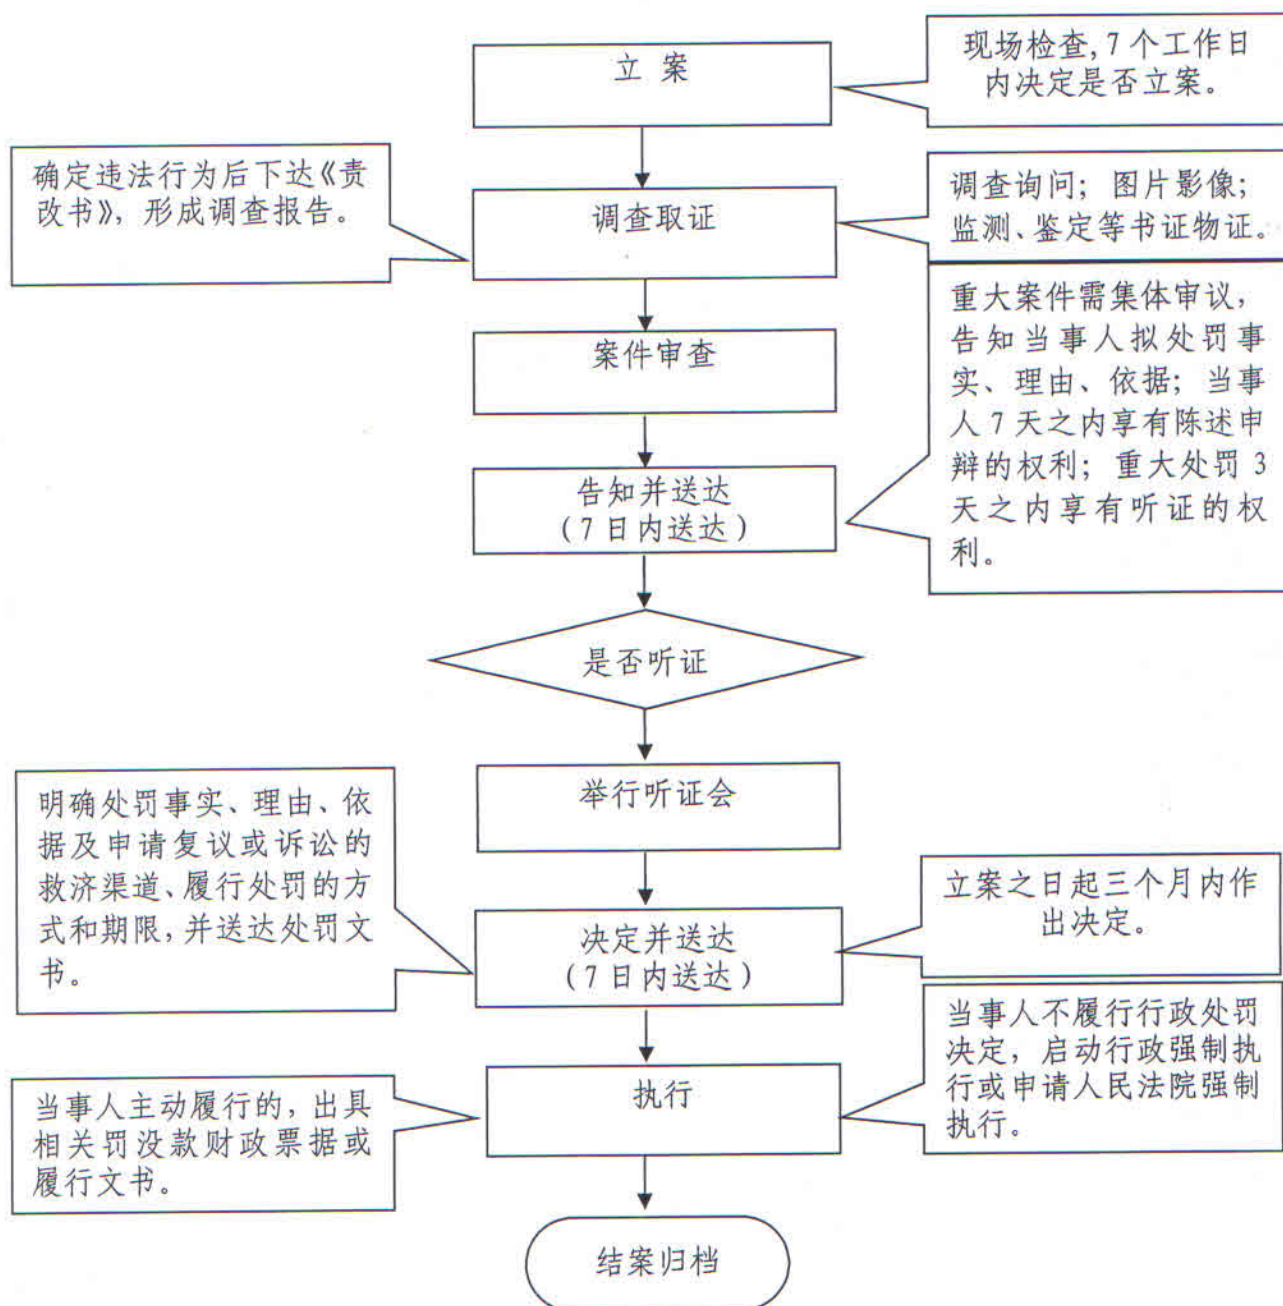 立 案
现场检查,7个工作日
内决定是否立案。
确定违法行为后下达《责
改书》,形成调查报告。
调查取证
调查询问;图片影像;
监测、鉴定等书证物证。
案件审查
重大案件需集体审议,
告知当事人拟处罚事
实、理由、依据;当事
人7天之内享有陈述申
辩的权利;重大处罚3
天之内享有听证的权
利。
告知并送达
(7日内送达)
是否听证
举行听证会
明确处罚事实、理由、依
据及申请复议或诉讼的
救济渠道、履行处罚的方
式和期限,并送达处罚文
书。
决定并送达
(7日内送达)
立案之日起三个月内作
出决定。
执行
当事人不履行行政处罚
决定,启动行政强制执
行或申请人民法院强制
执行。
当事人主动履行的,出具
相关罚没款财政票据或
履行文书。
结案归档